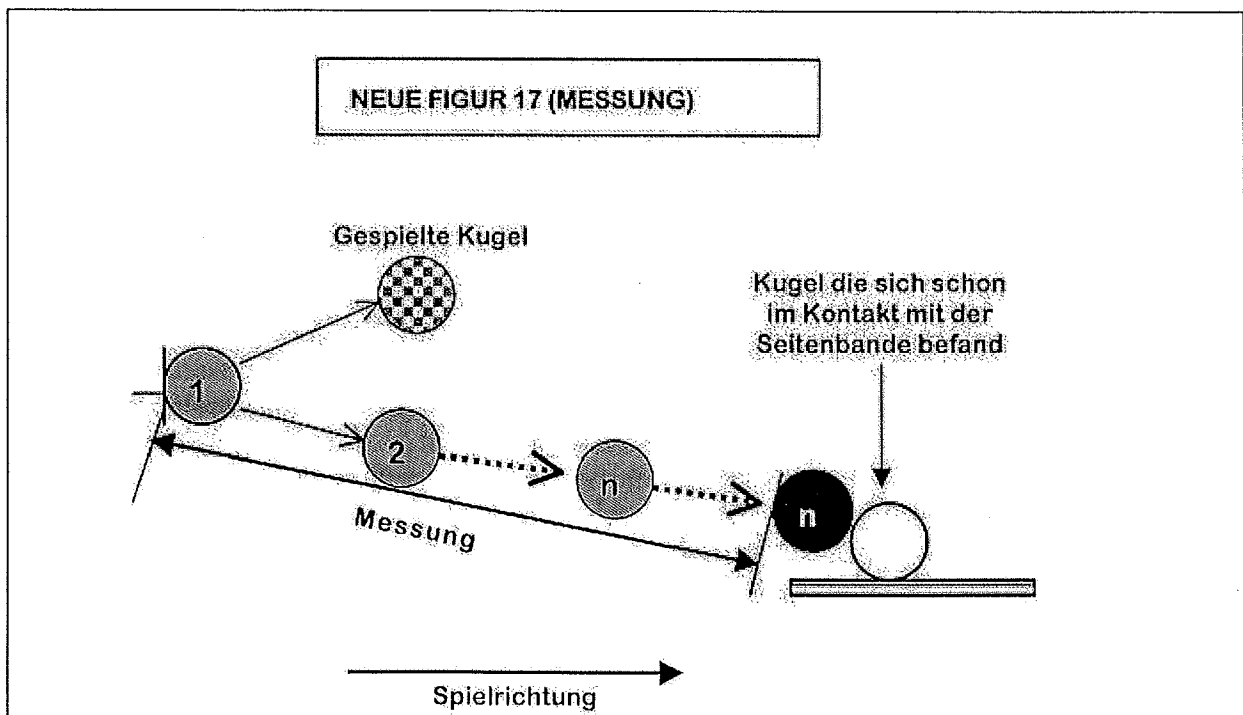 NEUE FIGUR 17 (MESSUNG)
Gespielte Kugel
Kugel die sich schon
im Kontakt mit der
Seitenbande befand
1
2
n
n
Messung
Spielrichtung